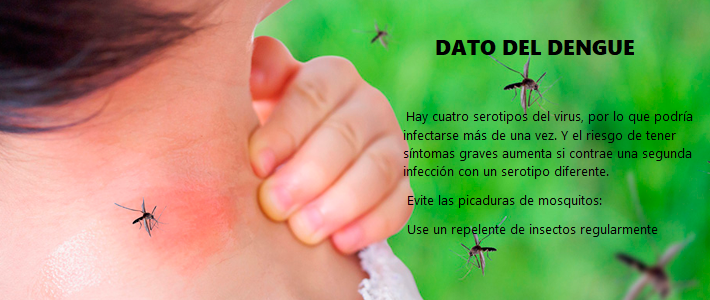 DATO DEL DENGUE
Hay cuatro serotipos del virus, por lo que podría
infectarse más de una vez. Y el riesgo de tener
síntomas graves aumenta si contrae una segunda
infección con un serotipo diferente.
Evite las picaduras de mosquitos:
Use un repelente de insectos regularmente